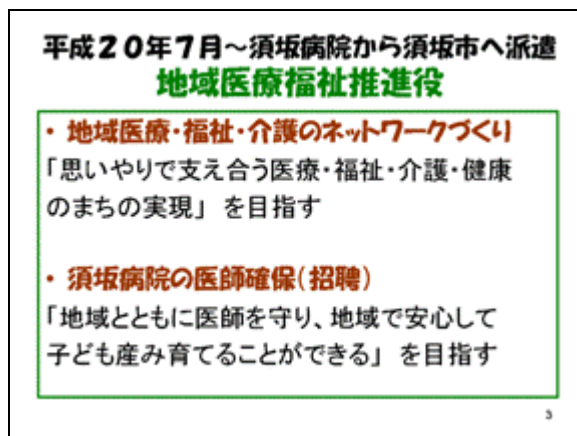 平成20年7月～須坂病院から須坂市へ派遣
地域医療福祉推進役
・ 地域医療・福祉・介護のネットワークづくり
「思いやりで支え合う医療・福祉・介護・健康
のまちの実現」 を目指す
・ 須坂病院の医師確保(招聘)
「地域とともに医師を守り、地域で安心して
子ども産み育てることができる」 を目指す
3